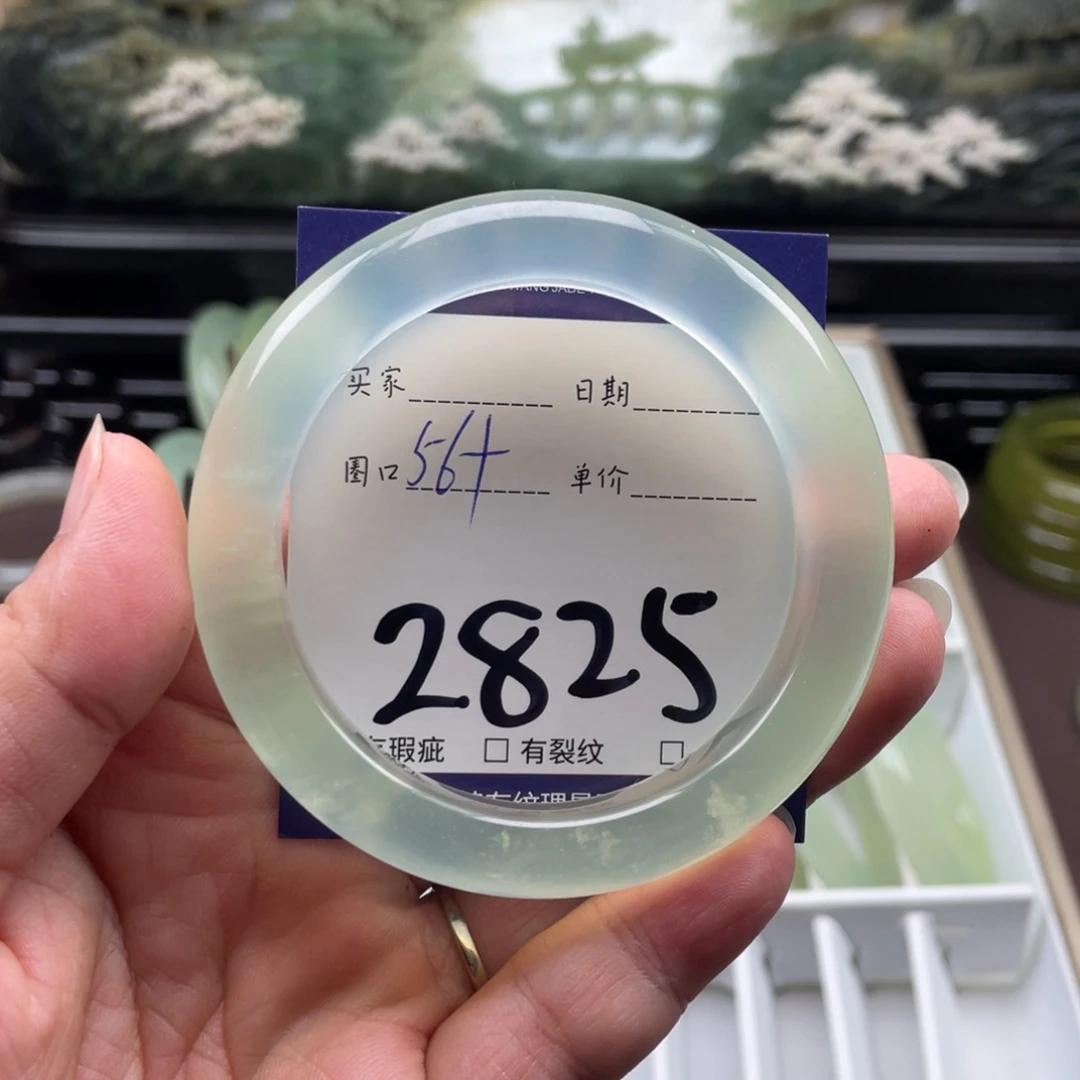 买家 日期
圈口 56+ 单价
2825
瑕疵 □ 有裂纹 □